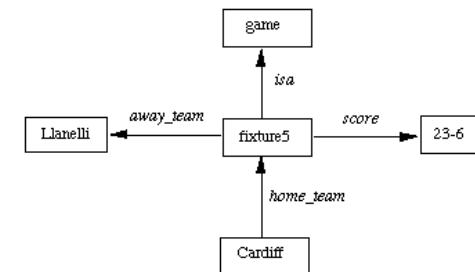 game
isa
away_team
score
Llanelli
fixture5
23-6
home_team
Cardiff